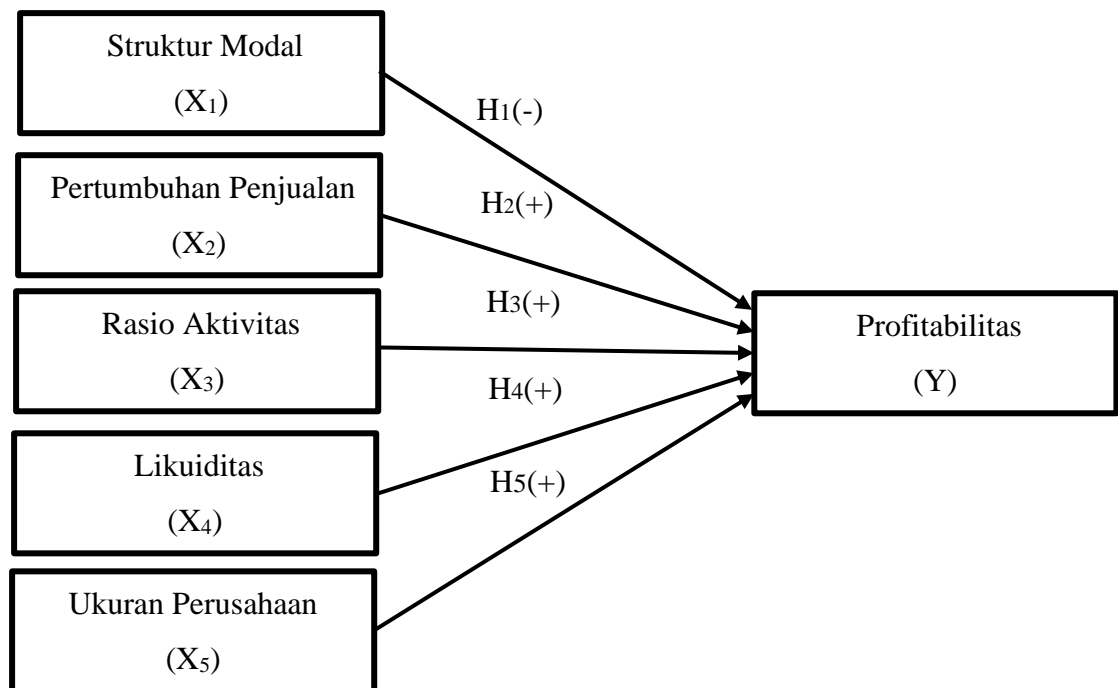 Struktur Modal
(X₁)
H1(-)
Pertumbuhan Penjualan
(X₂)
H2(+)
Rasio Aktivitas
(X₃)
H3(+)
Profitabilitas
(Y)
Likuiditas
(X₄)
H4(+)
Ukuran Perusahaan
(X₅)
H5(+)